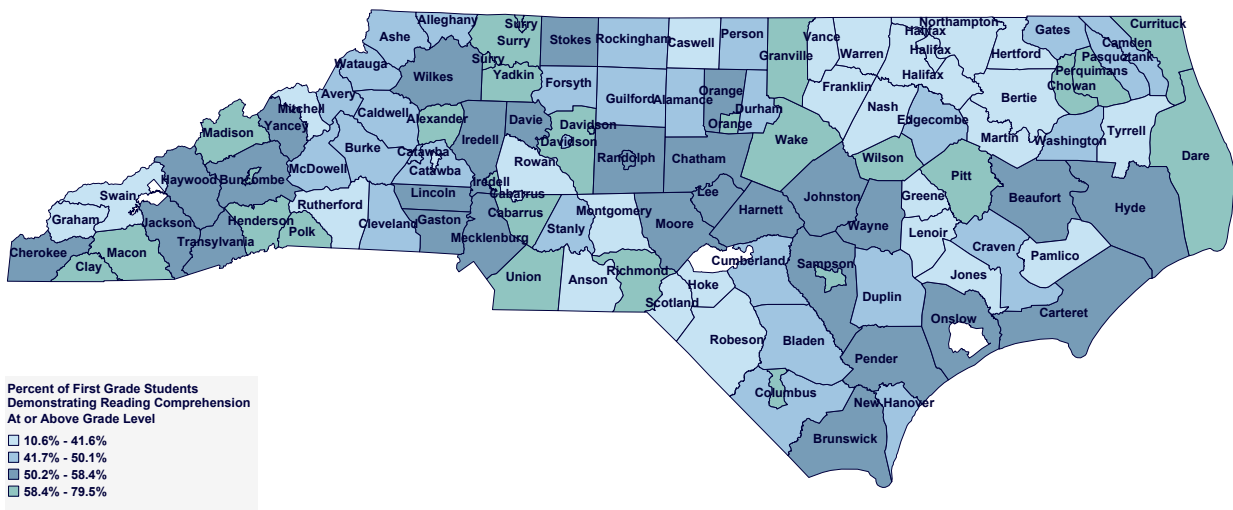 Alleghany
Surry
Northampton
Currituck
Ashe
Surry
Stokes
Rockingham
Caswell
Person
Vance
Warren
Halifax
Halifax
Hertford
Gates
Camden
Pasquotank
Watauga
Wilkes
Surry
Yadkin
Forsyth
Granville
Franklin
Halifax
Perquimans
Chowan
Avery
Mitchell
Caldwell
Alexander
Guilford
Alamance
Orange
Durham
Orange
Nash
Edgecombe
Bertie
Madison
Yancey
Iredell
Davie
Davidson
Davidson
Wake
Martin
Washington
Tyrrell
Burke
Catawba
Catawba
McDowell
Rowan
Randolph
Chatham
Wilson
Pitt
Dare
Swain
Haywood
Buncombe
Lincoln
Iredell
Cabarrus
Lee
Johnston
Greene
Beaufort
Hyde
Graham
Jackson
Henderson
Polk
Rutherford
Cleveland
Gaston
Mecklenburg
Cabarrus
Stanly
Montgomery
Moore
Harnett
Wayne
Lenoir
Craven
Pamlico
Cherokee
Clay
Macon
Transylvania
Union
Anson
Richmond
Scotland
Hoke
Cumberland
Sampson
Duplin
Jones
Onslow
Carteret
Robeson
Bladen
Pender
Columbus
New Hanover
Brunswick
Percent of First Grade Students
Demonstrating Reading Comprehension
At or Above Grade Level
10.6% - 41.6%
41.7% - 50.1%
50.2% - 58.4%
58.4% - 79.5%